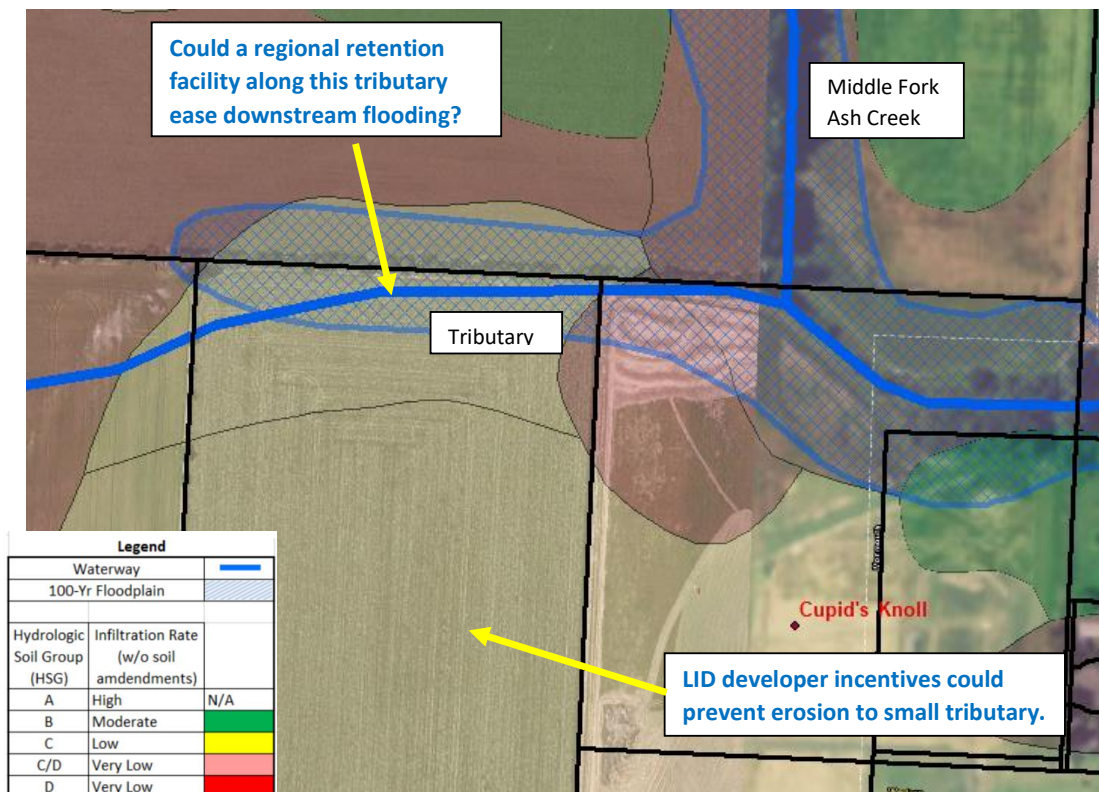 Could a regional retention
facility along this tributary
ease downstream flooding?
Middle Fork
Ash Creek
Tributary
Cupid's Knoll
LID developer incentives could
prevent erosion to small tributary.
Legend
Waterway
100-Yr Floodplain
Hydrologic Soil Group (HSG)
Infiltration Rate (w/o soil amdendments)
A High N/A
B Moderate
C Low
C/D Very Low
D Very Low